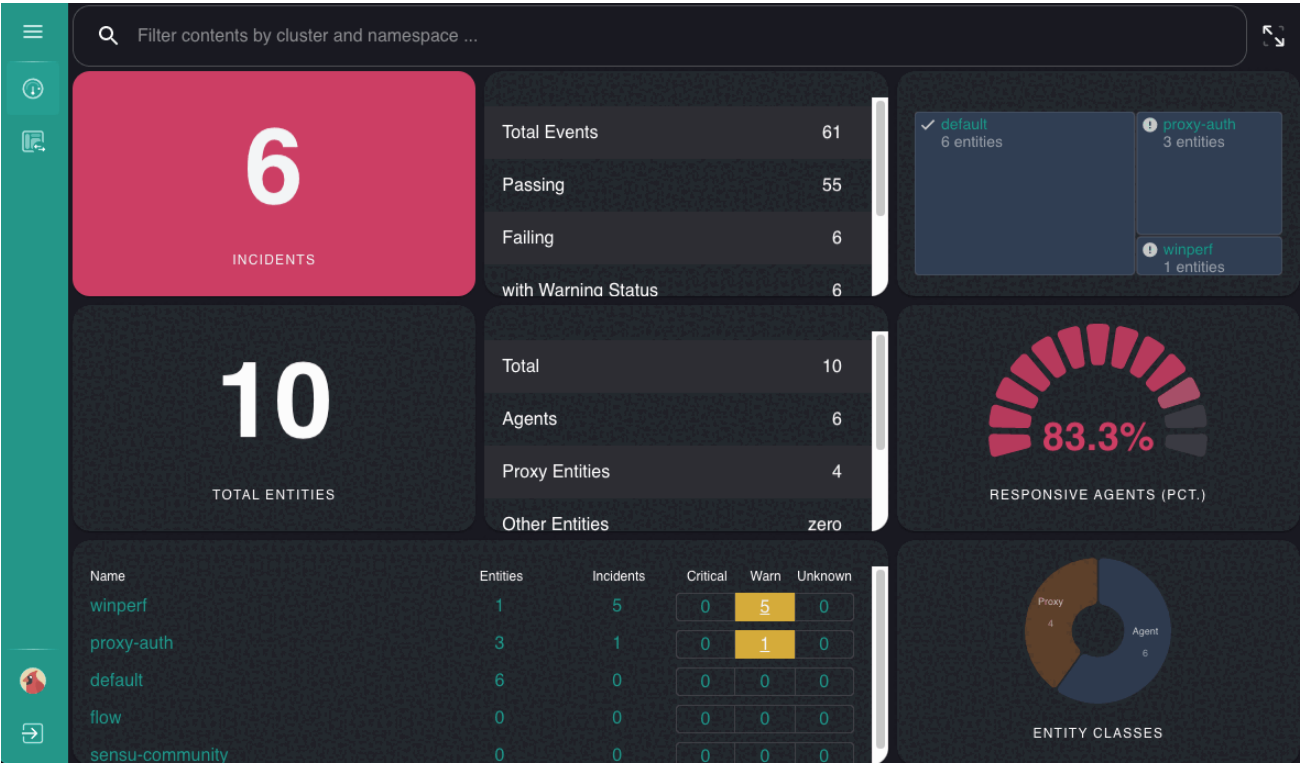 Filter contents by cluster and namespace ...
6
INCIDENTS
Total Events 61
Passing 55
Failing 6
with Warning Status 6
default
6 entities
proxy-auth
3 entities
winperf
1 entities
10
TOTAL ENTITIES
Total 10
Agents 6
Proxy Entities 4
Other Entities zero
83.3%
RESPONSIVE AGENTS (PCT.)
Name Entities Incidents Critical Warn Unknown
winperf 1 5 0 5 0
proxy-auth 3 1 0 1 0
default 6 0 0 0 0
flow 0 0 0 0 0
sensu-community 0 0 0 0 0
Proxy
4
Agent
6
ENTITY CLASSES